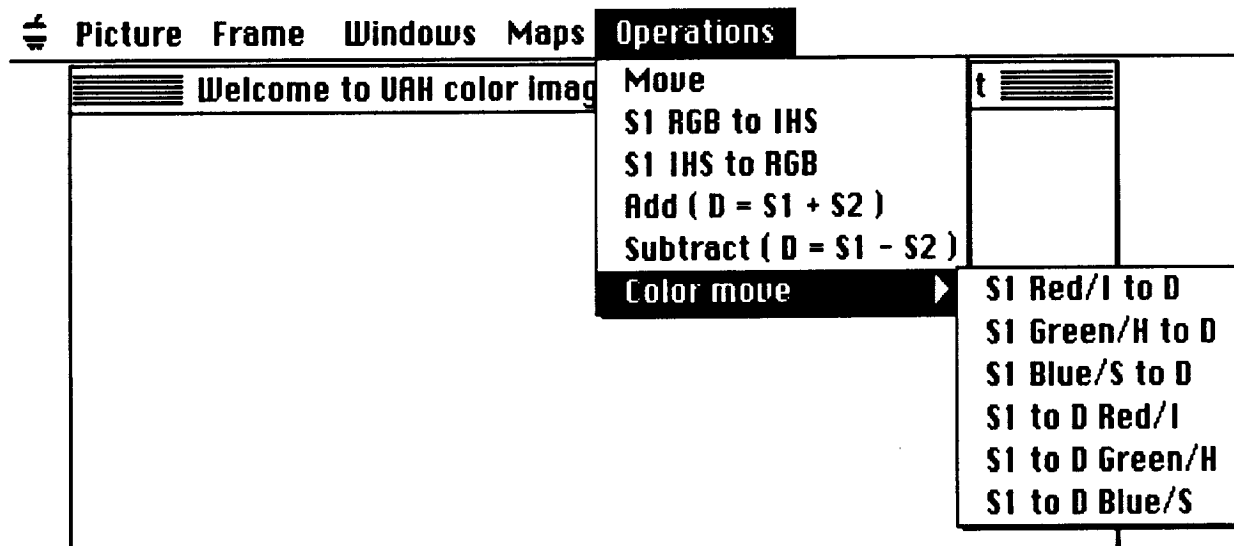 Picture Frame Windows Maps Operations
Welcome to UAH color imag
t
Move
S1 RGB to IHS
S1 IHS to RGB
Add ( D = S1 + S2 )
Subtract ( D = S1 - S2 )
Color move
S1 Red/I to D
S1 Green/H to D
S1 Blue/S to D
S1 to D Red/I
S1 to D Green/H
S1 to D Blue/S